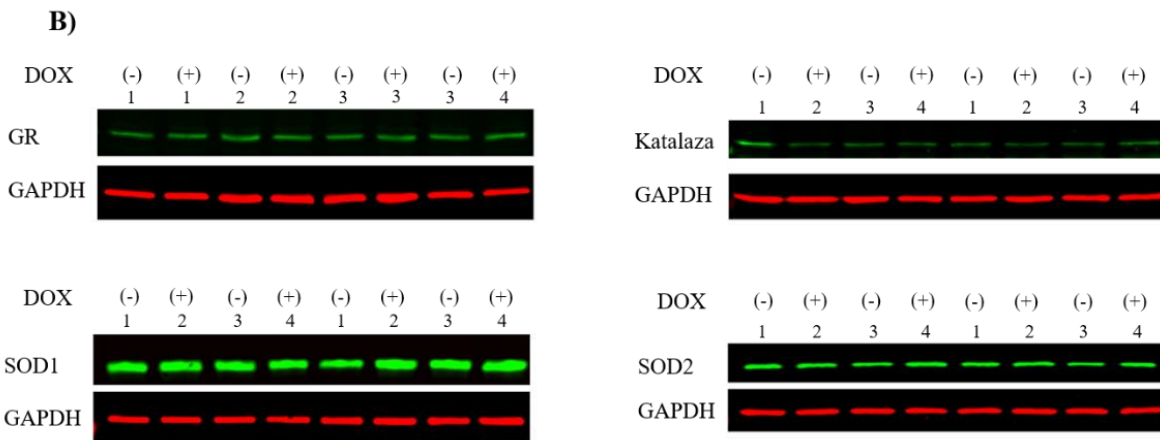 B)
DOX (-) (+) (-) (+) (-) (+) (-) (+)
1 1 2 2 3 3 3 4
GR
GAPDH
DOX (-) (+) (-) (+) (-) (+) (-) (+)
1 2 3 4 1 2 3 4
Katalaza
GAPDH
DOX (-) (+) (-) (+) (-) (+) (-) (+)
1 2 3 4 1 2 3 4
SOD1
GAPDH
DOX (-) (+) (-) (+) (-) (+) (-) (+)
1 2 3 4 1 2 3 4
SOD2
GAPDH